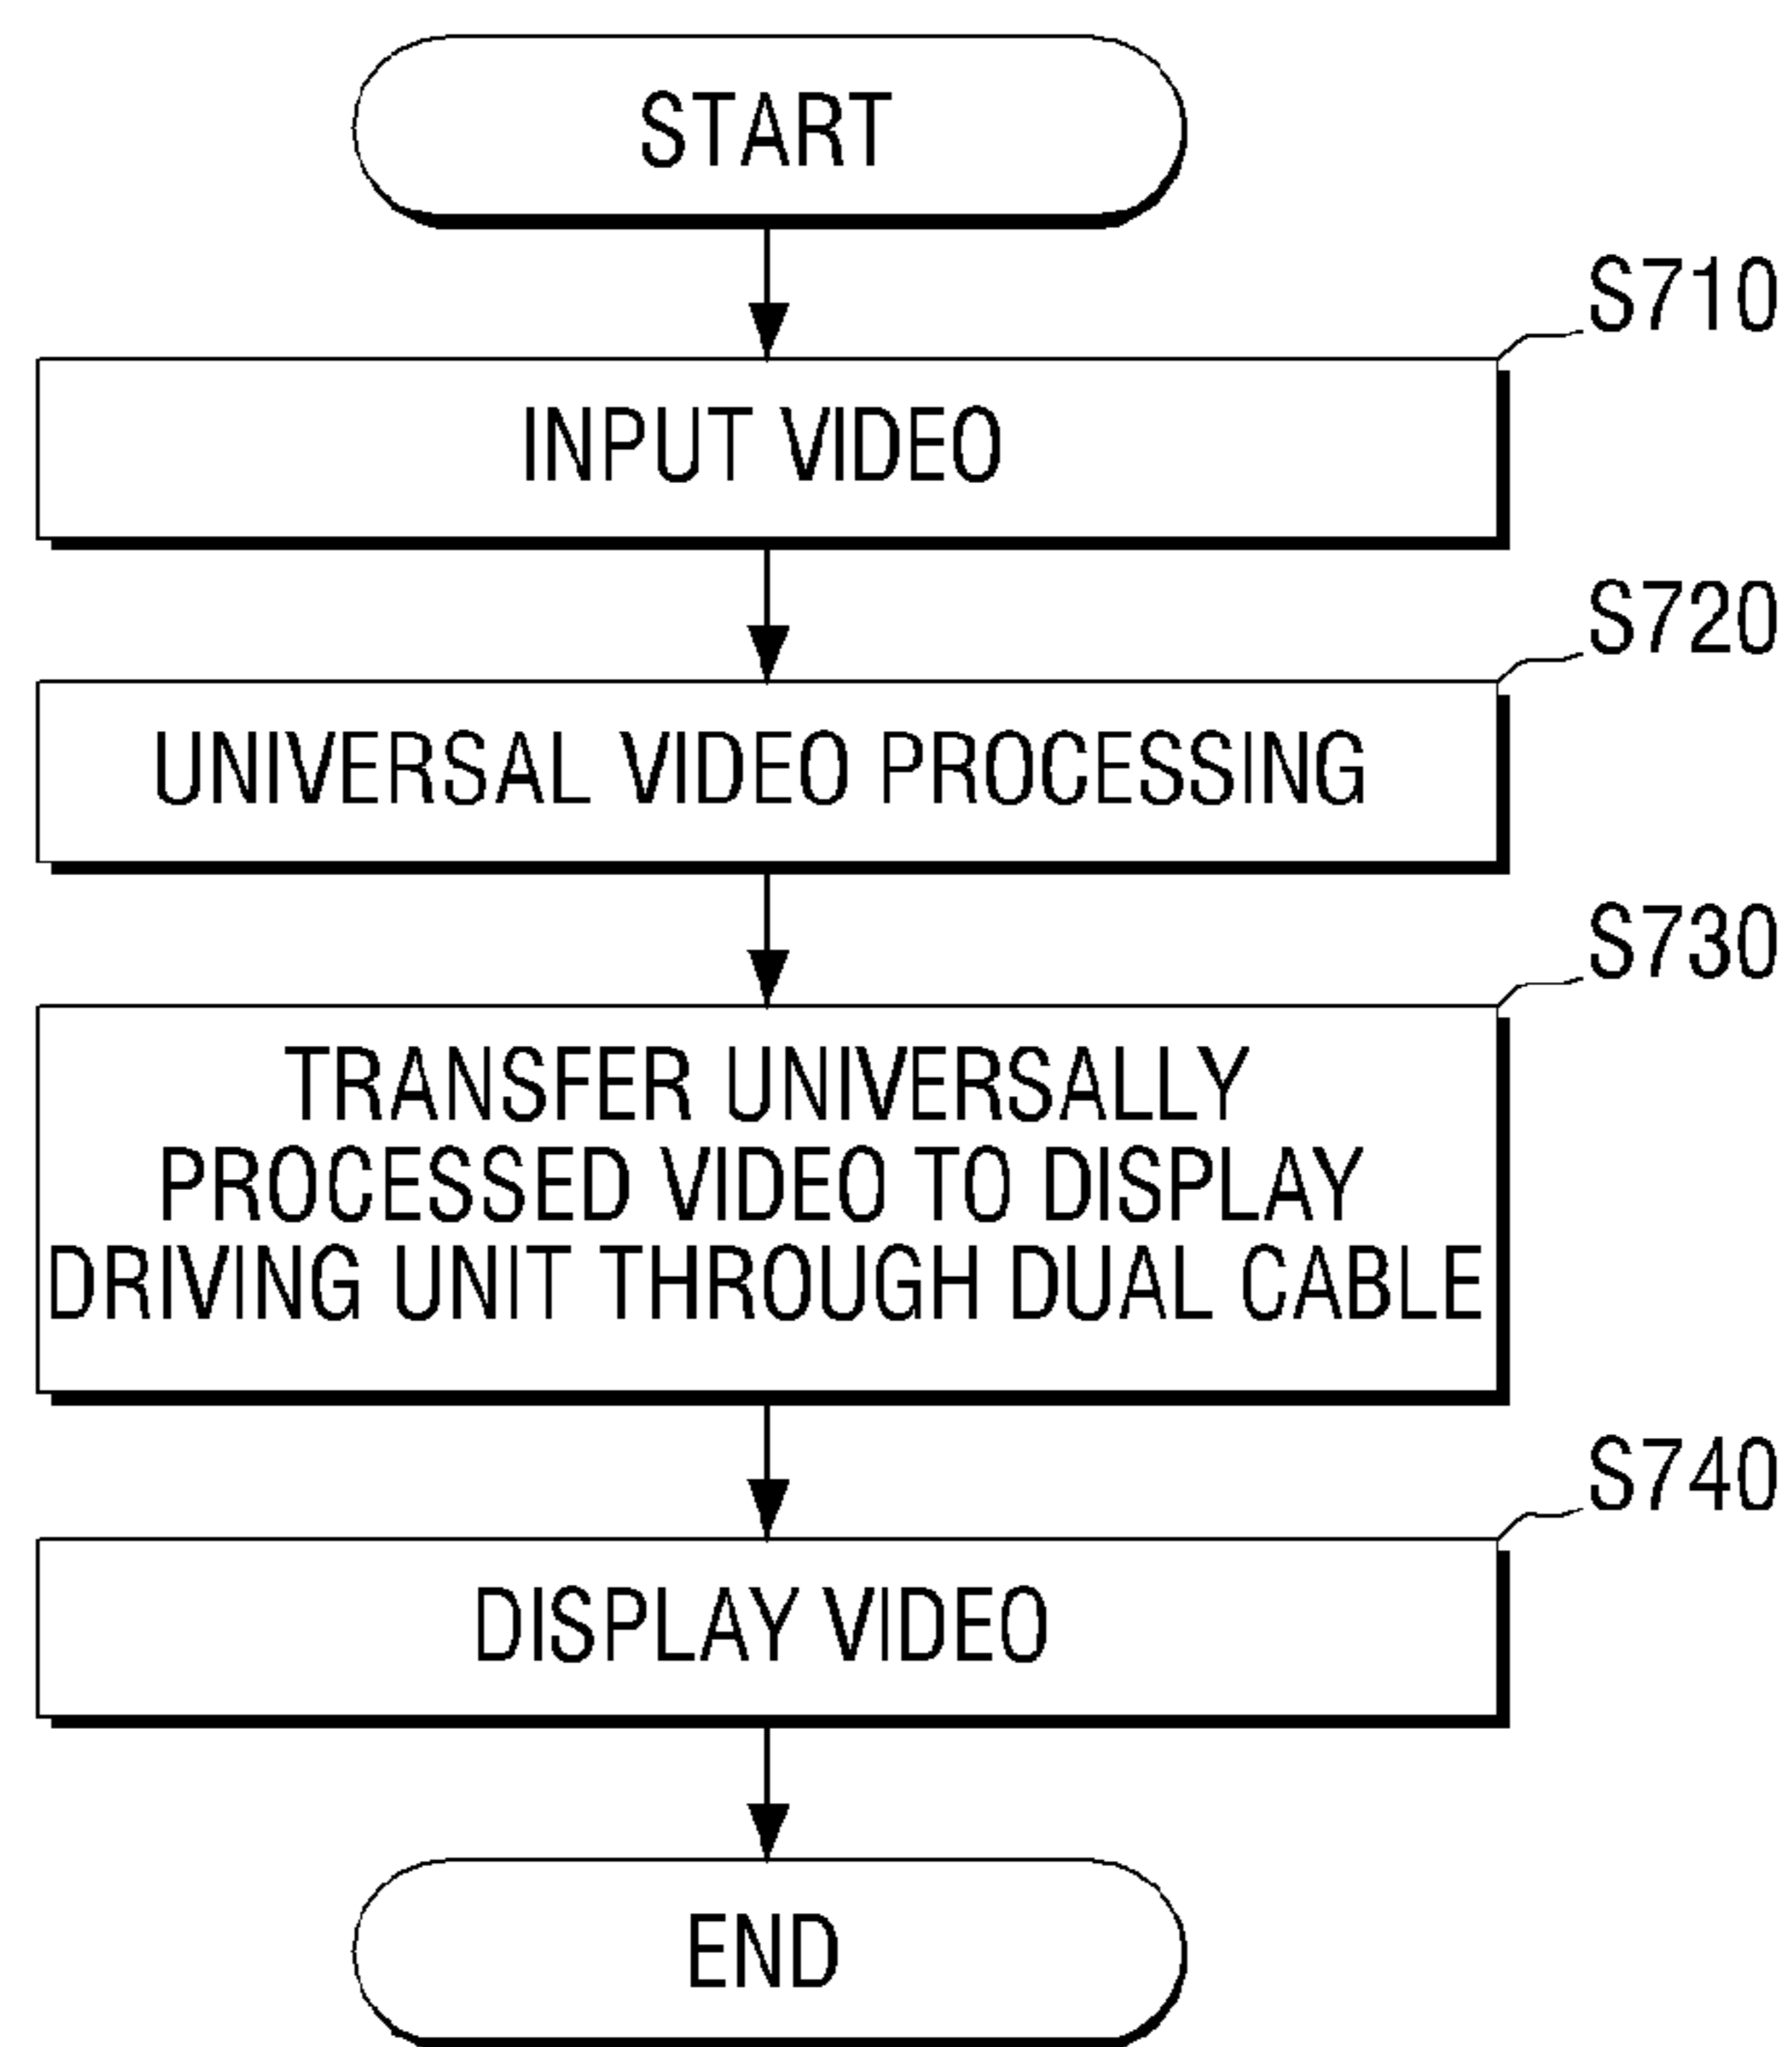 START
S710
INPUT VIDEO
S720
UNIVERSAL VIDEO PROCESSING
S730
TRANSFER UNIVERSALLY
PROCESSED VIDEO TO DISPLAY
DRIVING UNIT THROUGH DUAL CABLE
S740
DISPLAY VIDEO
END